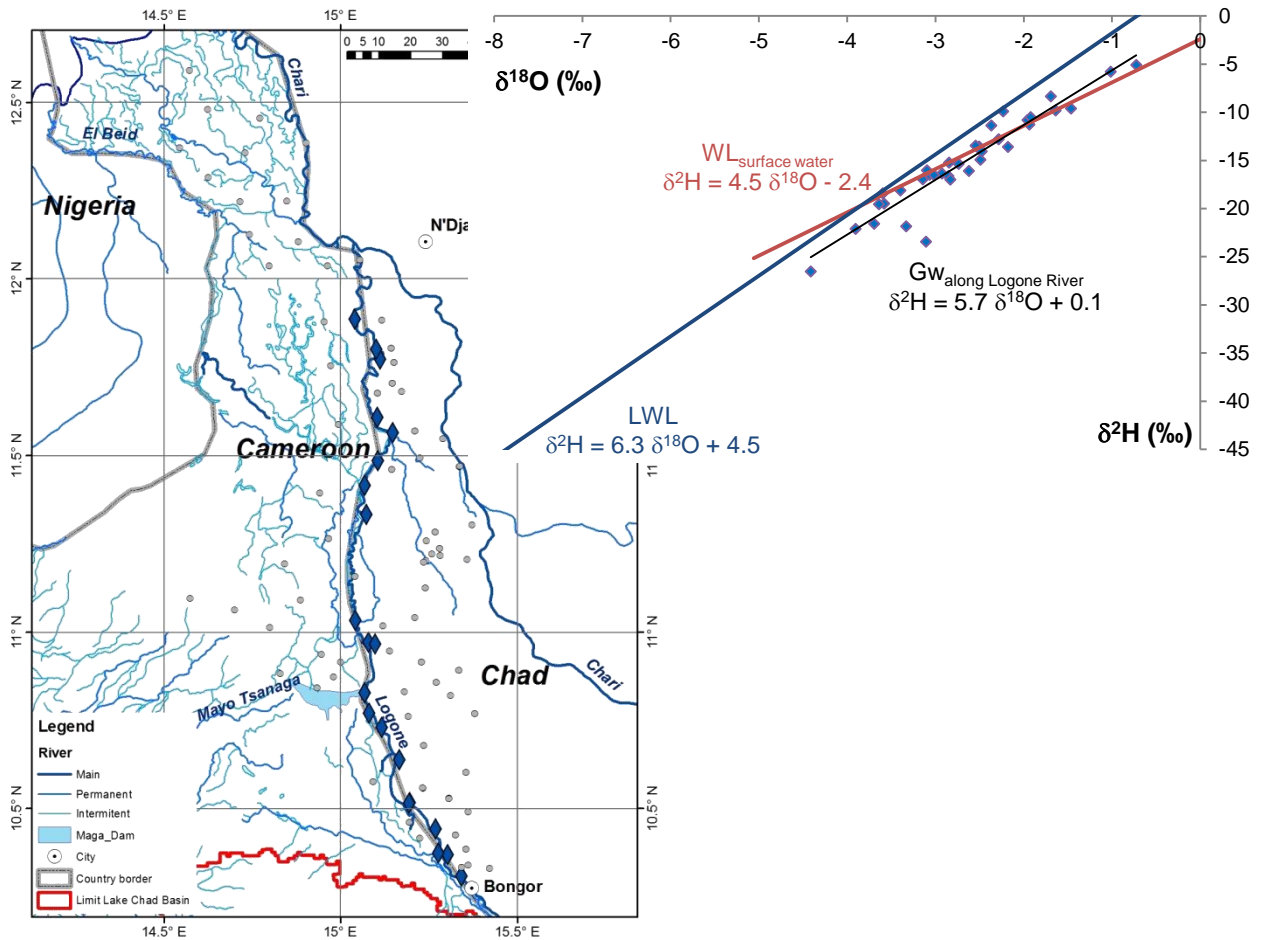 14.5° E
15° E
0 5 10 20 30
12.5° N
12° N
11.5° N
10.5° N
11
11° N
10.5° N
14.5° E
15° E
15.5° E
Chari
El Beid
Nigeria
N'Dja
Cameroon
Chad
Chari
Mayo Tsanaga
Logone
Bongor
Legend
River
Main
Permanent
Intermitent
Maga_Dam
City
Country border
Limit Lake Chad Basin
-8 -7 -6 -5 -4 -3 -2 -1 0
δ18O (‰)
0
-5
-10
-15
-20
-25
-30
-35
-40
-45
δ2H (‰)
WLsurface water
δ2H = 4.5 δ18O - 2.4
Gwalong Logone River
δ2H = 5.7 δ18O + 0.1
LWL
δ2H = 6.3 δ18O + 4.5